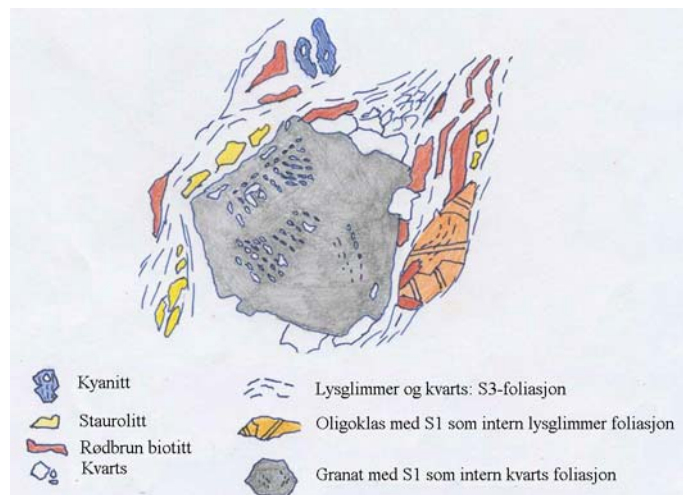 Kyanitt
Staurolitt
Rødbrun biotitt
Kvarts
Lysglimmer og kvarts: S3-foliasjon
Oligoklas med S1 som intern lysglimmer foliasjon
Granat med S1 som intern kvarts foliasjon